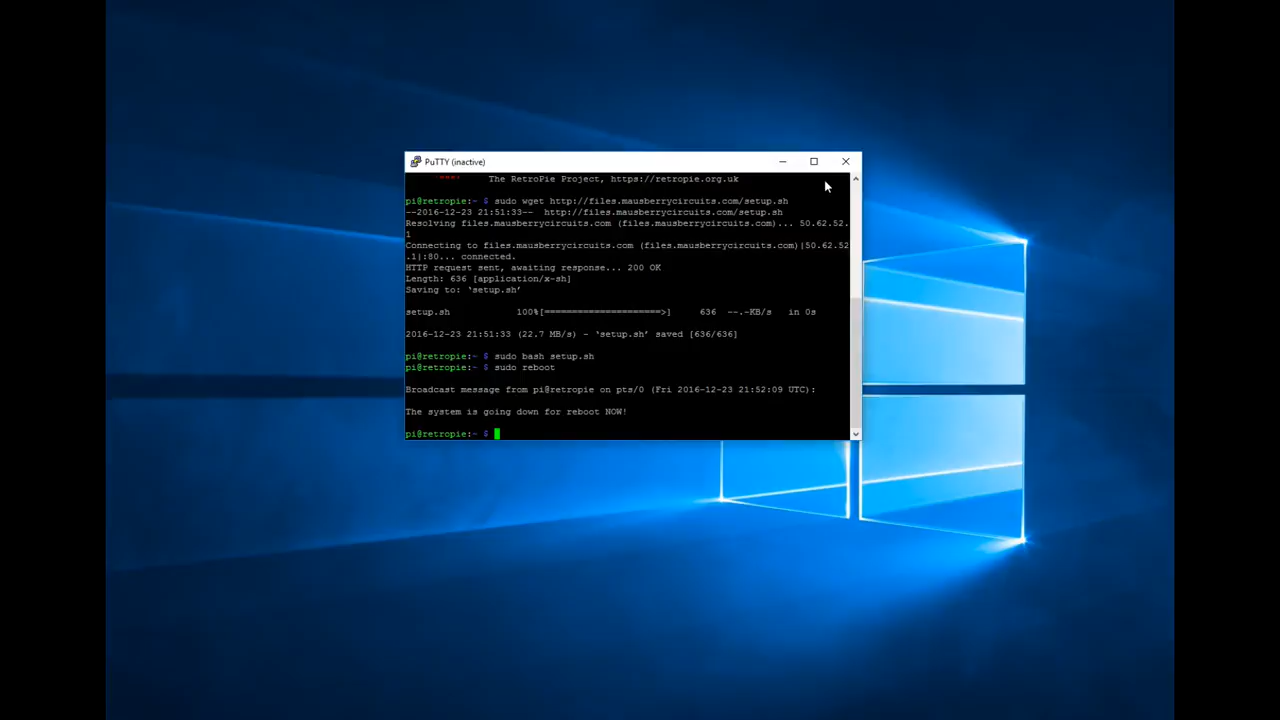 PuTTY (inactive)
The RetroPie Project, https://retropie.org.uk
pi@retropie:~ $ sudo wget http://files.mausberrycircuits.com/setup.sh
--2016-12-23 21:51:33--  http://files.mausberrycircuits.com/setup.sh
Resolving files.mausberrycircuits.com (files.mausberrycircuits.com)... 50.62.52.
1
Connecting to files.mausberrycircuits.com (files.mausberrycircuits.com)|50.62.52
.1|:80... connected.
HTTP request sent, awaiting response... 200 OK
Length: 636 [application/x-sh]
Saving to: ‘setup.sh’
setup.sh 100%[=====================>] 636 --.-KB/s in 0s
2016-12-23 21:51:33 (22.7 MB/s) - ‘setup.sh’ saved [636/636]
pi@retropie:~ $ sudo bash setup.sh
pi@retropie:~ $ sudo reboot
Broadcast message from pi@retropie on pts/0 (Fri 2016-12-23 21:52:09 UTC):
The system is going down for reboot NOW!
pi@retropie:~ $